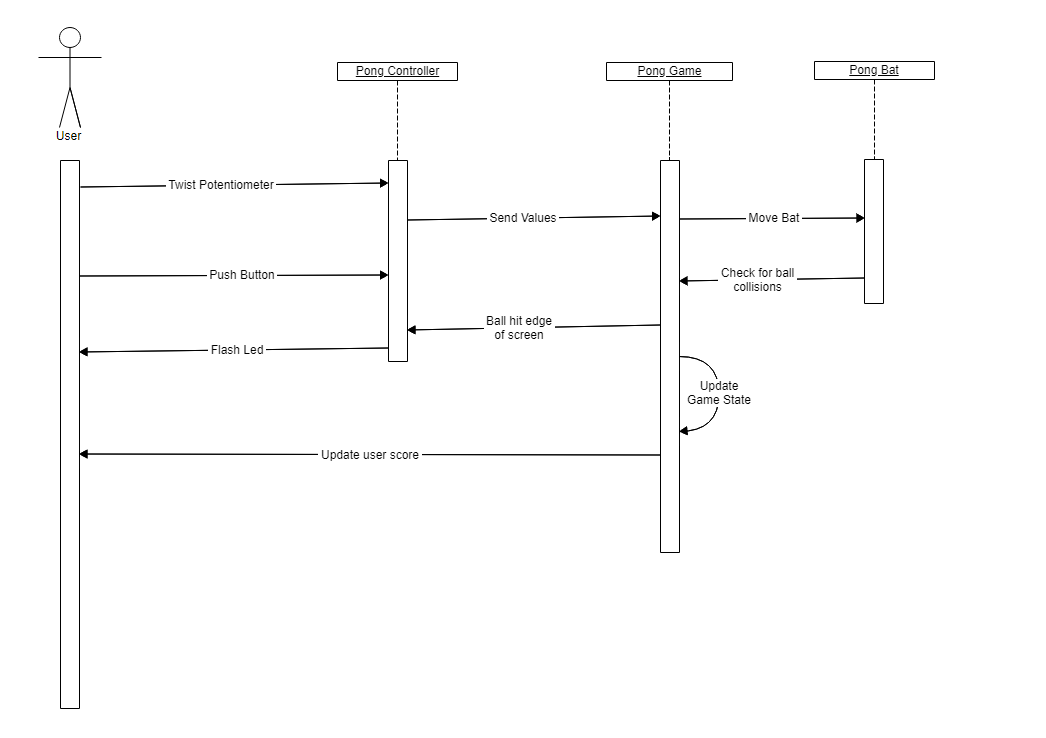 Pong Controller
Pong Game
Pong Bat
User
Twist Potentiometer
Send Values
Move Bat
Push Button
Check for ball
collisions
Ball hit edge
of screen
Flash Led
Update
Game State
Update user score